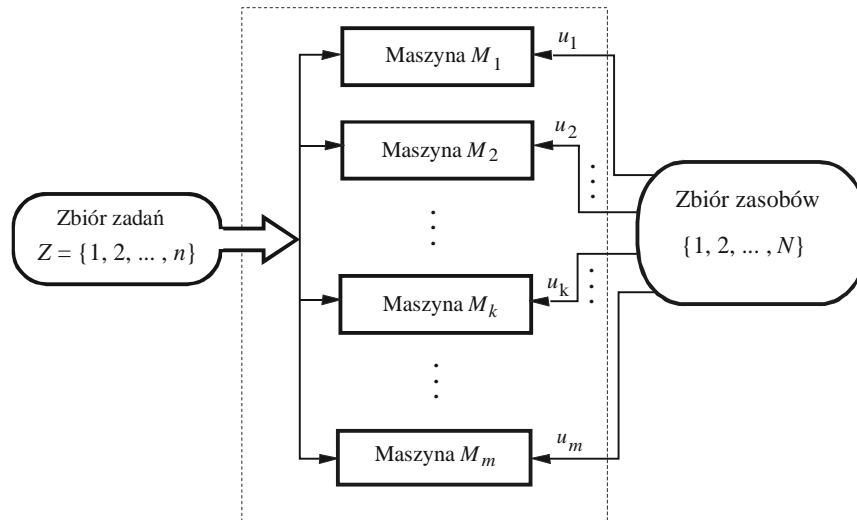 Maszyna M1
u1
Maszyna M2
u2
Zbiór zadań
Z = {1, 2, ... , n}
Zbiór zasobów
{1, 2, ... , N}
Maszyna Mk
uk
Maszyna Mm
um